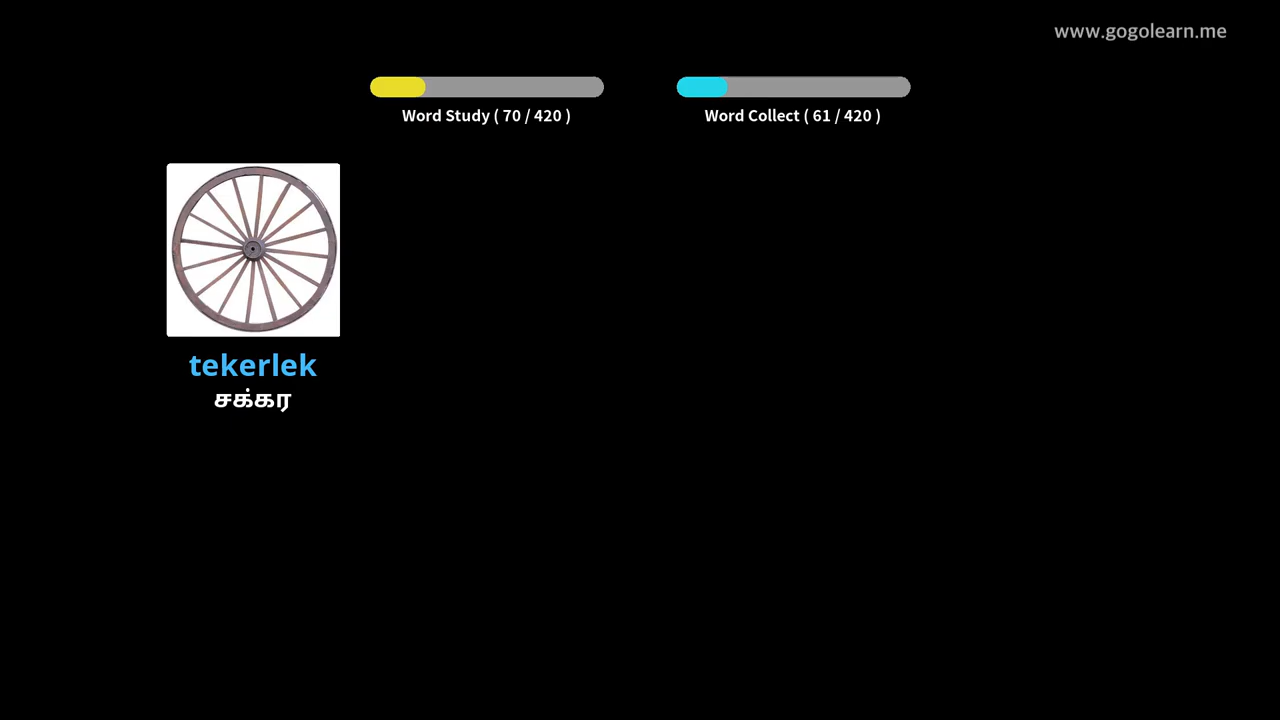 www.gogolearn.me
Word Study ( 70 / 420 )
Word Collect ( 61 / 420 )
tekerlek
சக்கர